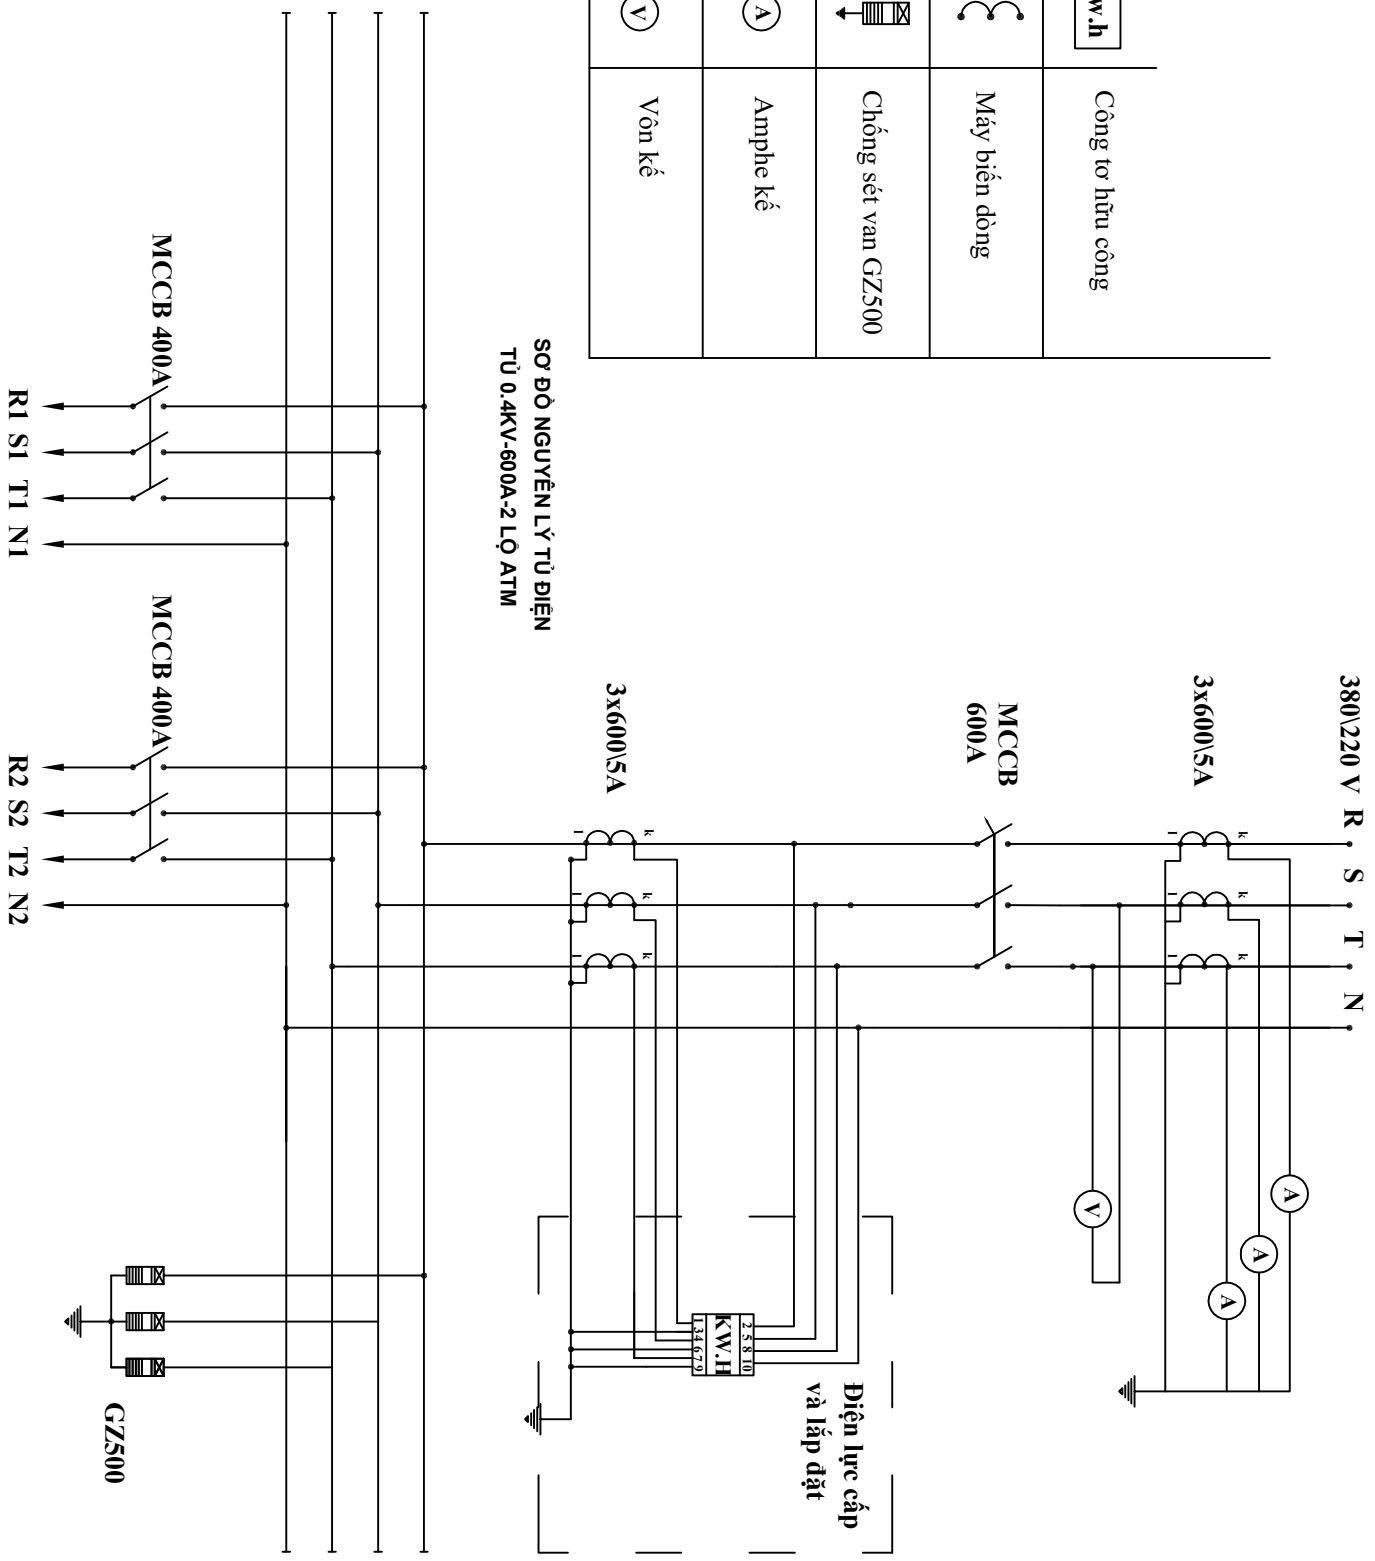 380\220 V R S T N
3x600\5A
k
l
k
l
k
l
A
A
A
V
MCCB
600A
Điện lực cấp
và lắp đặt
2 5 8 10
KW.H
1 3 4 6 7 9
3x600\5A
k
l
k
l
k
l
SƠ ĐỒ NGUYÊN LÝ TỦ ĐIỆN
TỦ 0.4KV-600A-2 LỘ ATM
MCCB 400A
MCCB 400A
GZ500
R1 S1 T1 N1
R2 S2 T2 N2
w.h
Công tơ hữu công
Máy biến dòng
Chống sét van GZ500
A
Amphe kế
V
Vôn kế